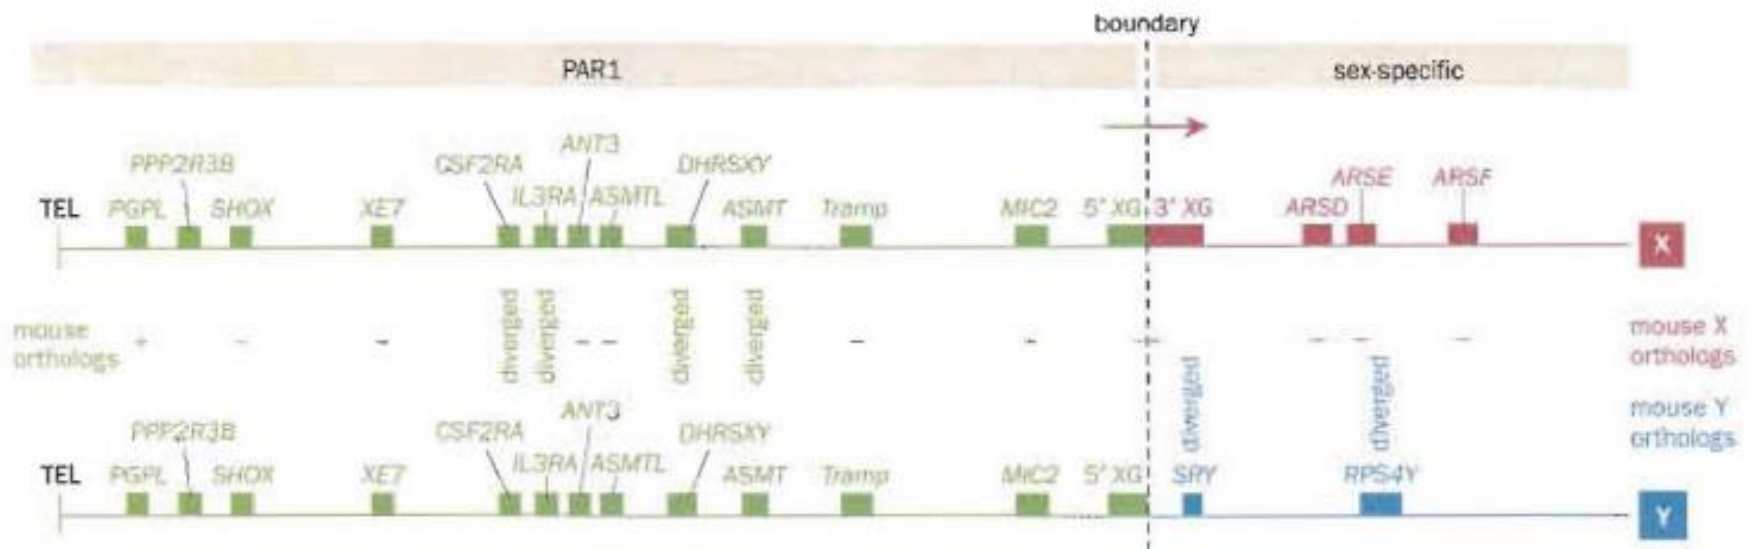 boundary
PAR1 sex-specific
ANT3
PPP2R3B CSF2RA DHRSXY ARSE ARSF
IL3RA ASMTL
TEL PGPL SHOX XE7 ASMT Tramp MIC2 5' XG 3' XG ARSD
X
diverged diverged diverged diverged
mouse + - - - - - - - - - - mouse X
orthologs orthologs
diverged diverged
mouse Y
orthologs
ANT3
PPP2R3B CSF2RA DHRSXY
IL3RA ASMTL
TEL PGPL SHOX XE7 ASMT Tramp MIC2 5' XG SRY RPS4Y
Y